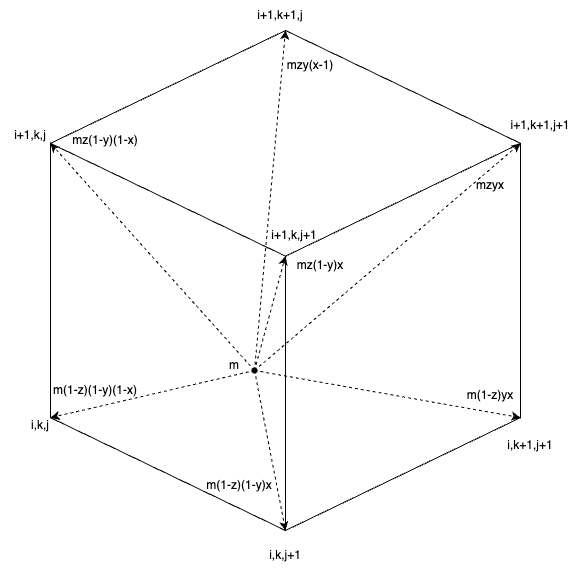 i+1,k+1,j
mzy(x-1)
i+1,k,j
mz(1-y)(1-x)
i+1,k+1,j+1
mzyx
i+1,k,j+1
mz(1-y)x
m
m(1-z)(1-y)(1-x)
m(1-z)yx
i,k,j
i,k+1,j+1
m(1-z)(1-y)x
i,k,j+1